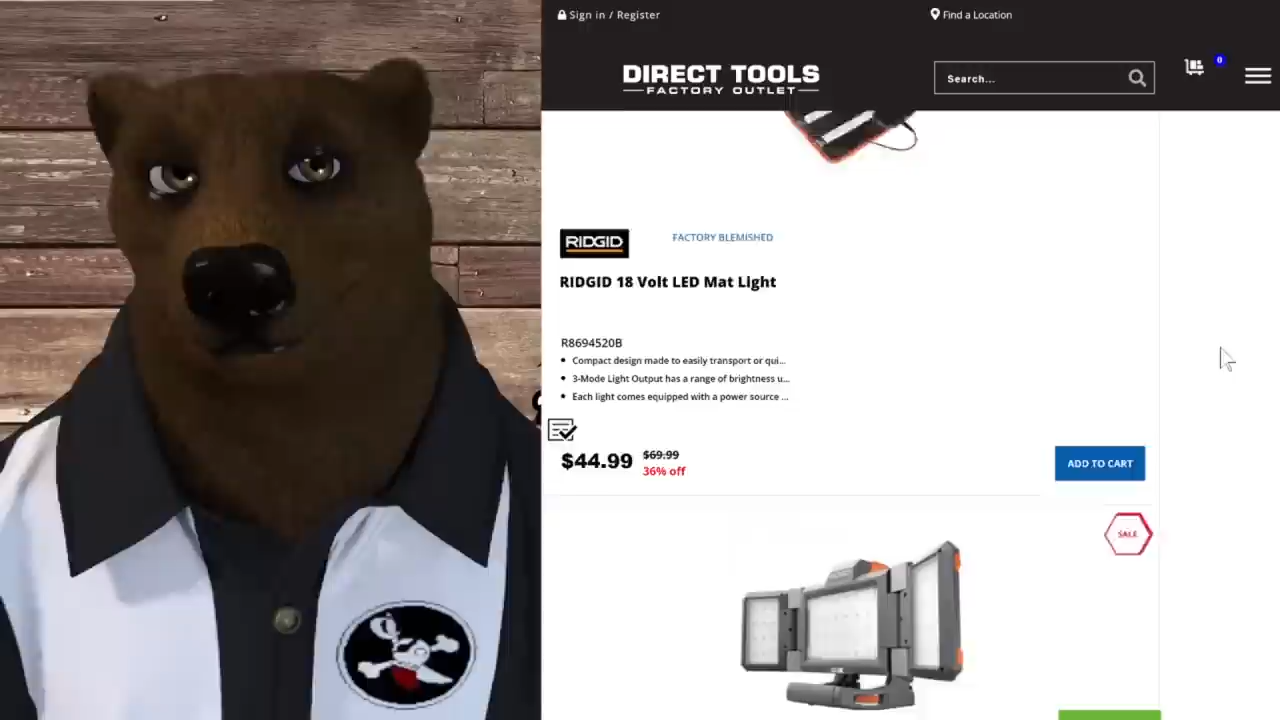 Sign in / Register
Find a Location
DIRECT TOOLS
FACTORY OUTLET
Search...
0
RIDGID
FACTORY BLEMISHED
RIDGID 18 Volt LED Mat Light
R8694520B
Compact design made to easily transport or qui...
3-Mode Light Output has a range of brightness u...
Each light comes equipped with a power source ...
$44.99
$69.99
36% off
ADD TO CART
SALE